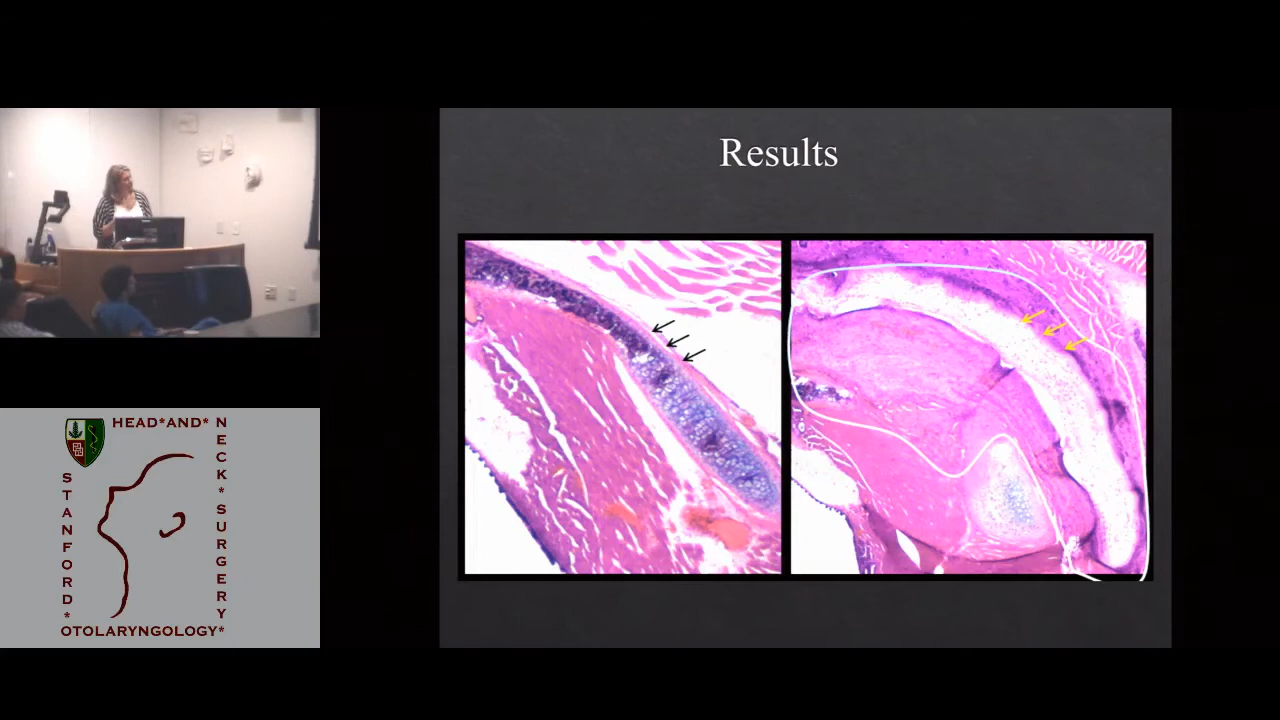 Results
HEAD*AND*
NECK*SURGERY
STANFORD*
OTOLARYNGOLOGY*